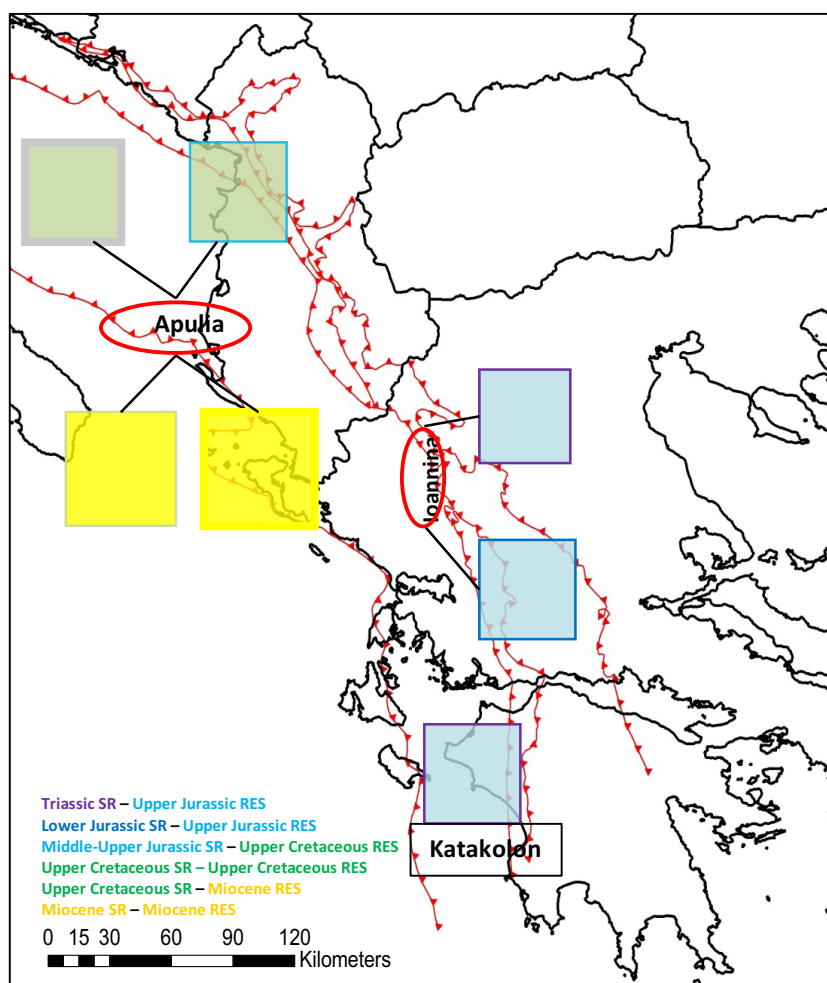 Apulia
Ioannina
Triassic SR – Upper Jurassic RES
Lower Jurassic SR – Upper Jurassic RES
Middle-Upper Jurassic SR – Upper Cretaceous RES
Upper Cretaceous SR – Upper Cretaceous RES
Upper Cretaceous SR – Miocene RES
Miocene SR – Miocene RES
Katakolon
0 15 30 60 90 120
Kilometers